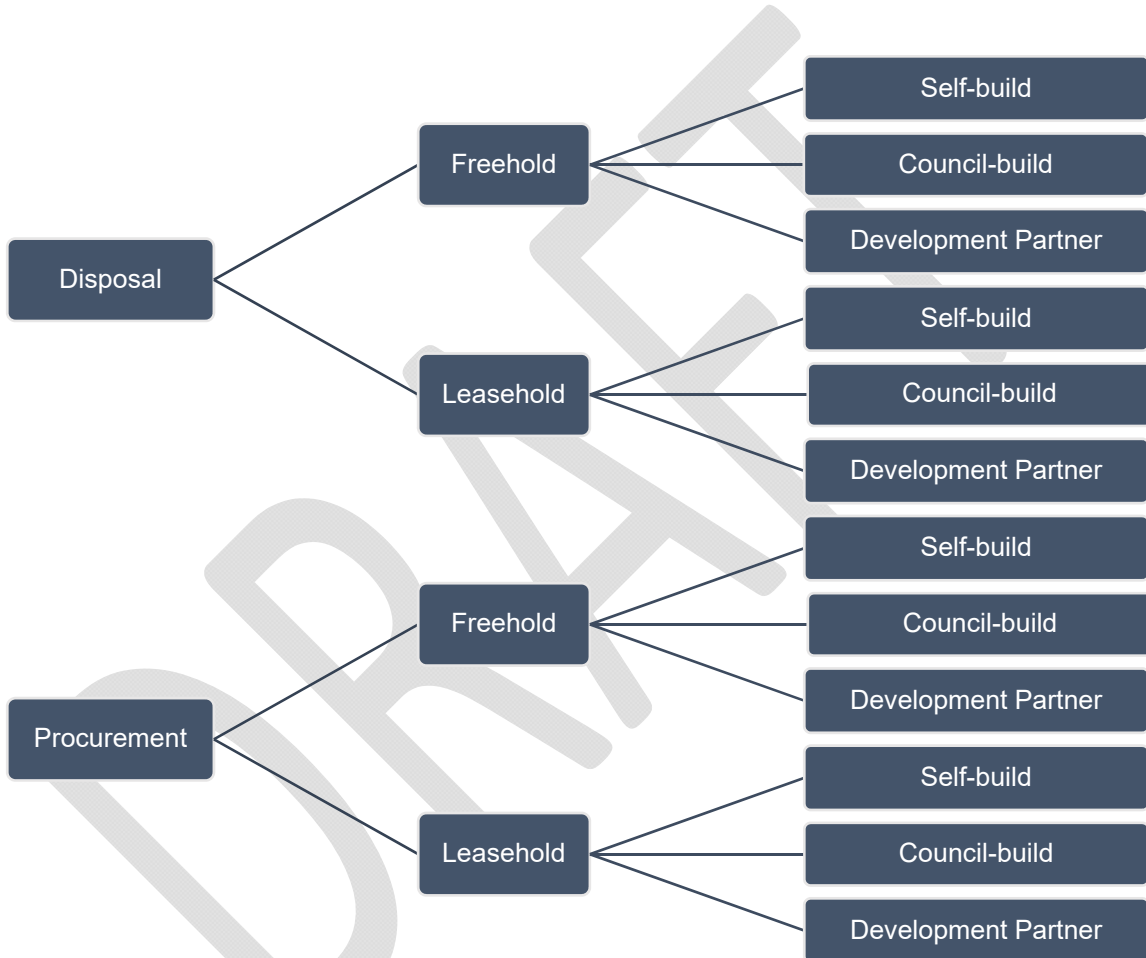 Disposal
Freehold
Self-build
Council-build
Development Partner
Leasehold
Self-build
Council-build
Development Partner
Procurement
Freehold
Self-build
Council-build
Development Partner
Leasehold
Self-build
Council-build
Development Partner
DRAFT